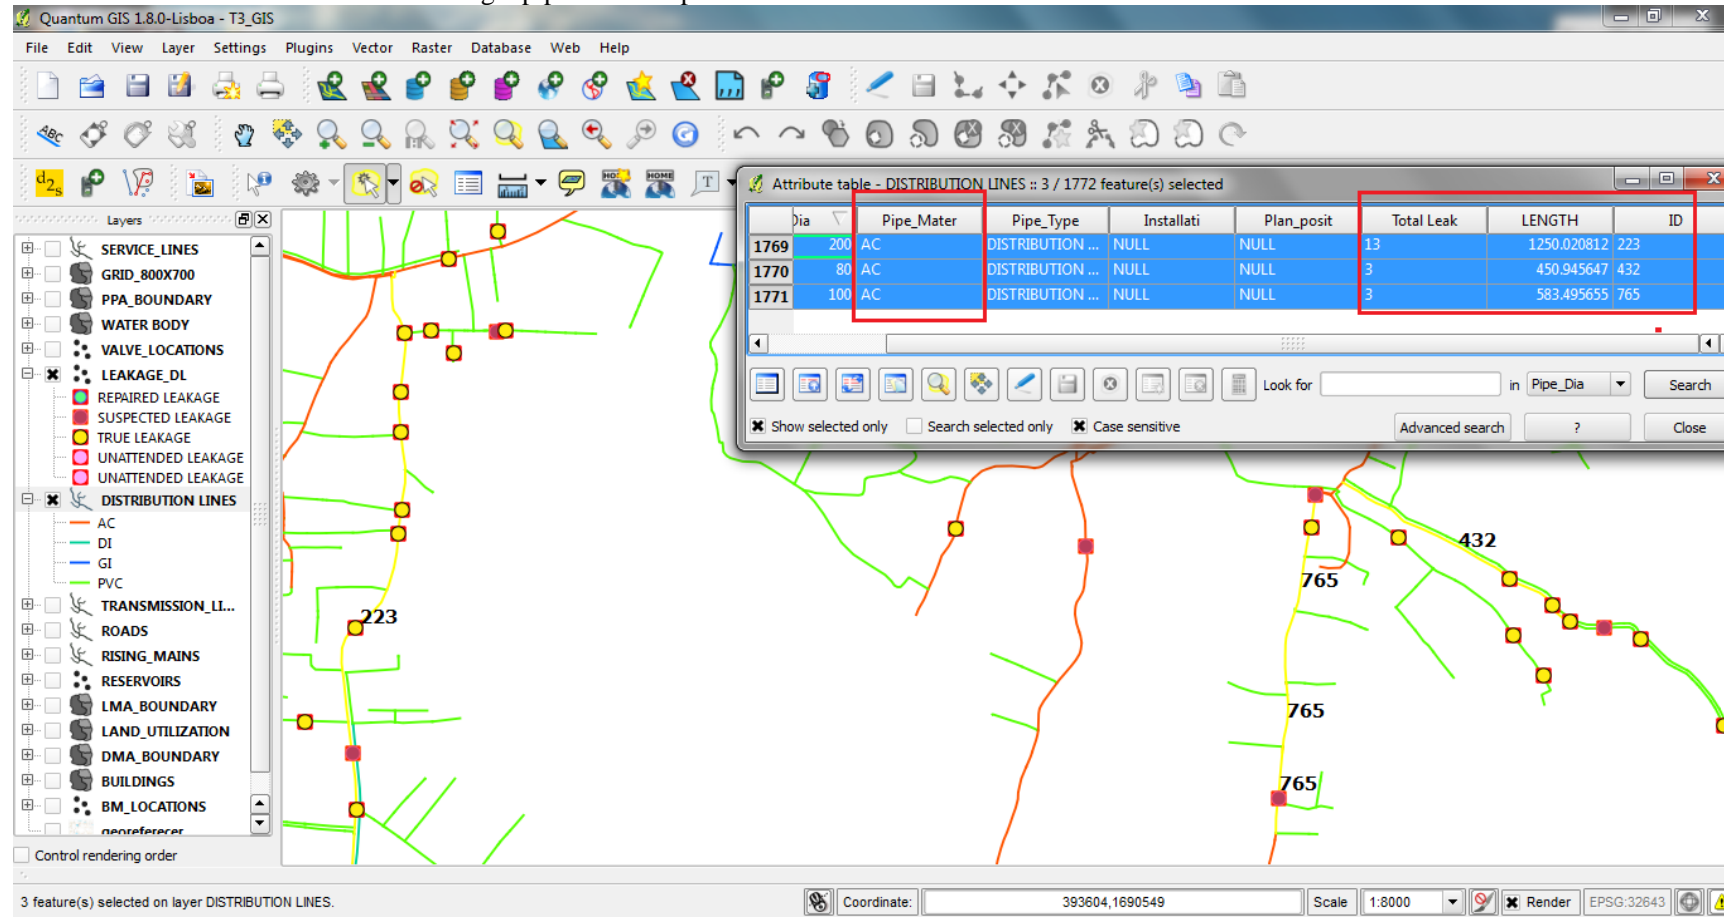 Quantum GIS 1.8.0-Lisboa - T3_GIS
File Edit View Layer Settings Plugins Vector Raster Database Web Help
Attribute table - DISTRIBUTION LINES :: 3 / 1772 feature(s) selected
Dia Pipe_Mater Pipe_Type Installati Plan_posit Total Leak LENGTH ID
1769 200 AC DISTRIBUTION ... NULL NULL 13 1250.020812 223
1770 80 AC DISTRIBUTION ... NULL NULL 3 450.945647 432
1771 100 AC DISTRIBUTION ... NULL NULL 3 583.495655 765
Look for in Pipe_Dia Search
Show selected only Search selected only Case sensitive Advanced search ? Close
Layers
SERVICE_LINES
GRID_800X700
PPA_BOUNDARY
WATER BODY
VALVE_LOCATIONS
LEAKAGE_DL
REPAIRED LEAKAGE
SUSPECTED LEAKAGE
TRUE LEAKAGE
UNATTENDED LEAKAGE
UNATTENDED LEAKAGE
DISTRIBUTION LINES
AC
DI
GI
PVC
TRANSMISSION_LI...
ROADS
RISING_MAINS
RESERVOIRS
LMA_BOUNDARY
LAND_UTILIZATION
DMA_BOUNDARY
BUILDINGS
BM_LOCATIONS
georeferecer
Control rendering order
432
765
223
765
765
3 feature(s) selected on layer DISTRIBUTION LINES.
Coordinate: 393604,1690549 Scale 1:8000 Render EPSG:32643